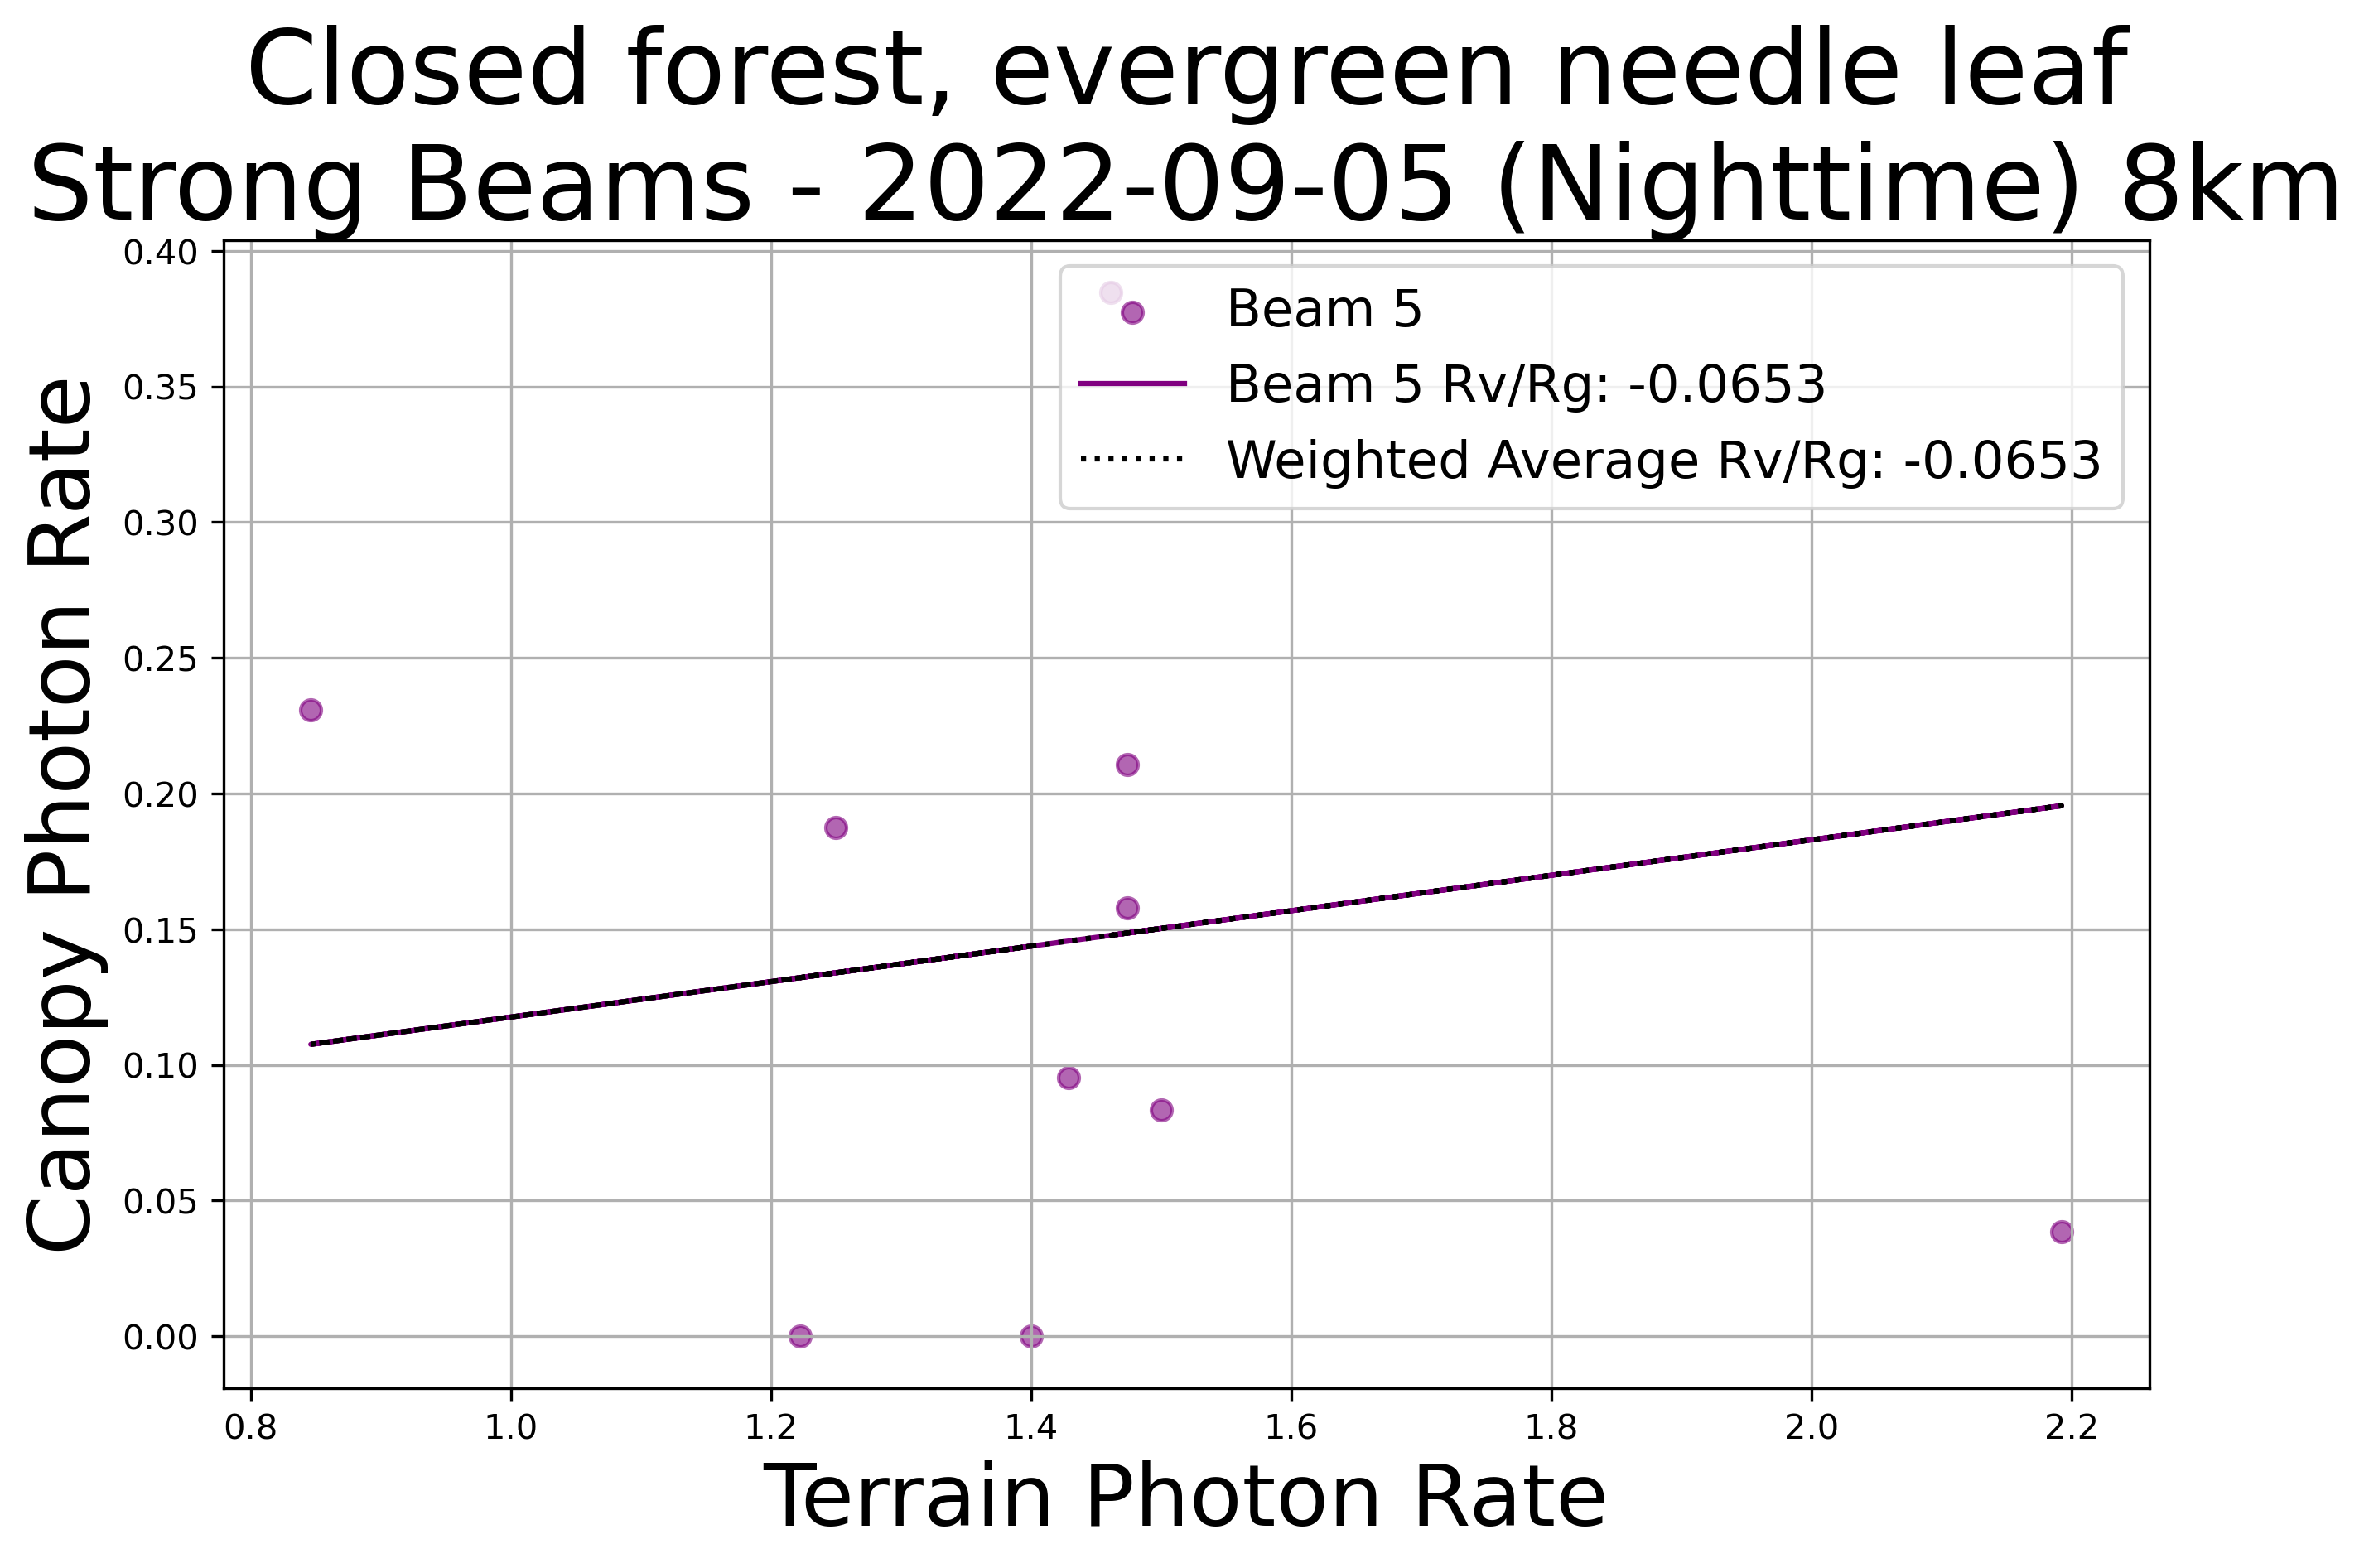 Closed forest, evergreen needle leaf
Strong Beams - 2022-09-05 (Nighttime) 8km
Canopy Photon Rate
0.40
0.35
0.30
0.25
0.20
0.15
0.10
0.05
0.00
Beam 5
Beam 5 Rv/Rg: -0.0653
Weighted Average Rv/Rg: -0.0653
0.8 1.0 1.2 1.4 1.6 1.8 2.0 2.2
Terrain Photon Rate